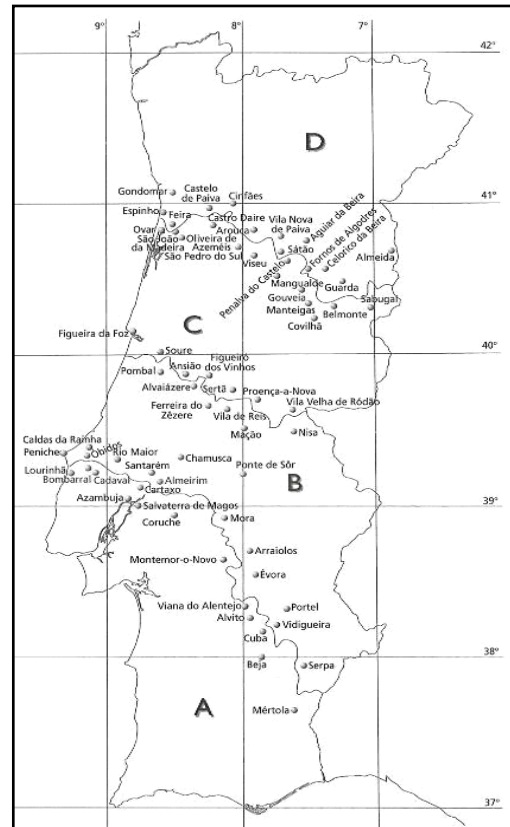 9° 8° 7°
42°
D
Gondomar
Castelo
de Paiva
Cinfães
41°
Espinho
Feira
Castro Daire
Vila Nova
de Paiva
Aguiar da Beira
Fornos de Algodres
Celorico da Beira
Ovar
Arouca
São João
da Madeira
Oliveira de
Azeméis
Sátão
Almeida
São Pedro do Sul
Viseu
Penalva do Castelo
Mangualde
Guarda
Gouveia
Sabugal
Manteigas
Belmonte
Covilhã
C
Figueira da Foz
40°
Soure
Figueiró
dos Vinhos
Pombal
Ansião
Alvaiázere
Sertã
Proença-a-Nova
Ferreira do
Zêzere
Vila de Reis
Vila Velha de Ródão
Mação
Nisa
Caldas da Rainha
Peniche
Óbidos
Rio Maior
Chamusca
Lourinhã
Santarém
Ponte de Sôr
B
Bombarral
Cadaval
Almeirim
Cartaxo
39°
Azambuja
Salvaterra de Magos
Coruche
Mora
Arraiolos
Montemor-o-Novo
Évora
Viana do Alentejo
Portel
Alvito
Vidigueira
Cuba
38°
Beja
Serpa
A
Mértola
37°